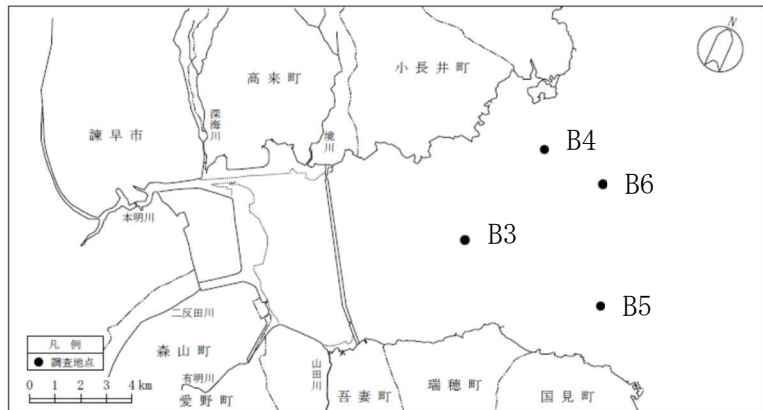 N
小長井町
高来町
深海川
境川
諫早市
本明川
B4
B6
B3
B5
二反田川
凡 例
● 調査地点
森山町
有明川
山田川
瑞穂町
0 1 2 3 4 km
愛野町
吾妻町
国見町